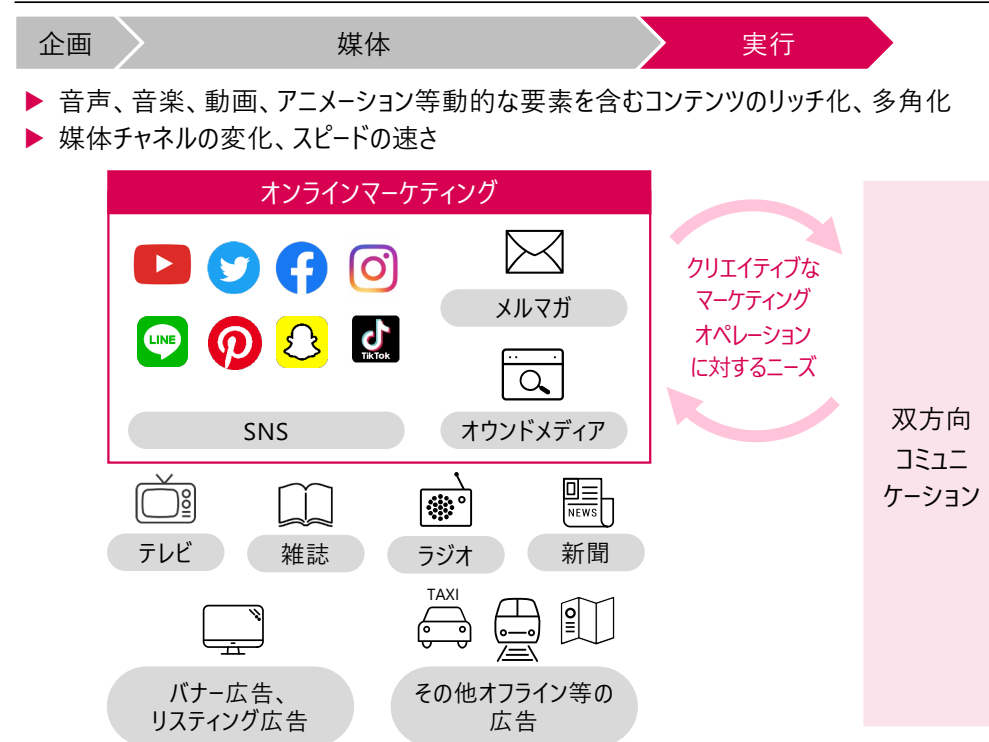 企画
媒体
実行
音声、音楽、動画、アニメーション等動的な要素を含むコンテンツのリッチ化、多角化
媒体チャネルの変化、スピードの速さ
オンラインマーケティング
LINE
TikTok
SNS
メルマガ
オウンドメディア
クリエイティブな
マーケティング
オペレーション
に対するニーズ
双方向
コミュニ
ケーション
NEWS
テレビ
雑誌
ラジオ
新聞
TAXI
バナー広告、
リスティング広告
その他オフライン等の
広告